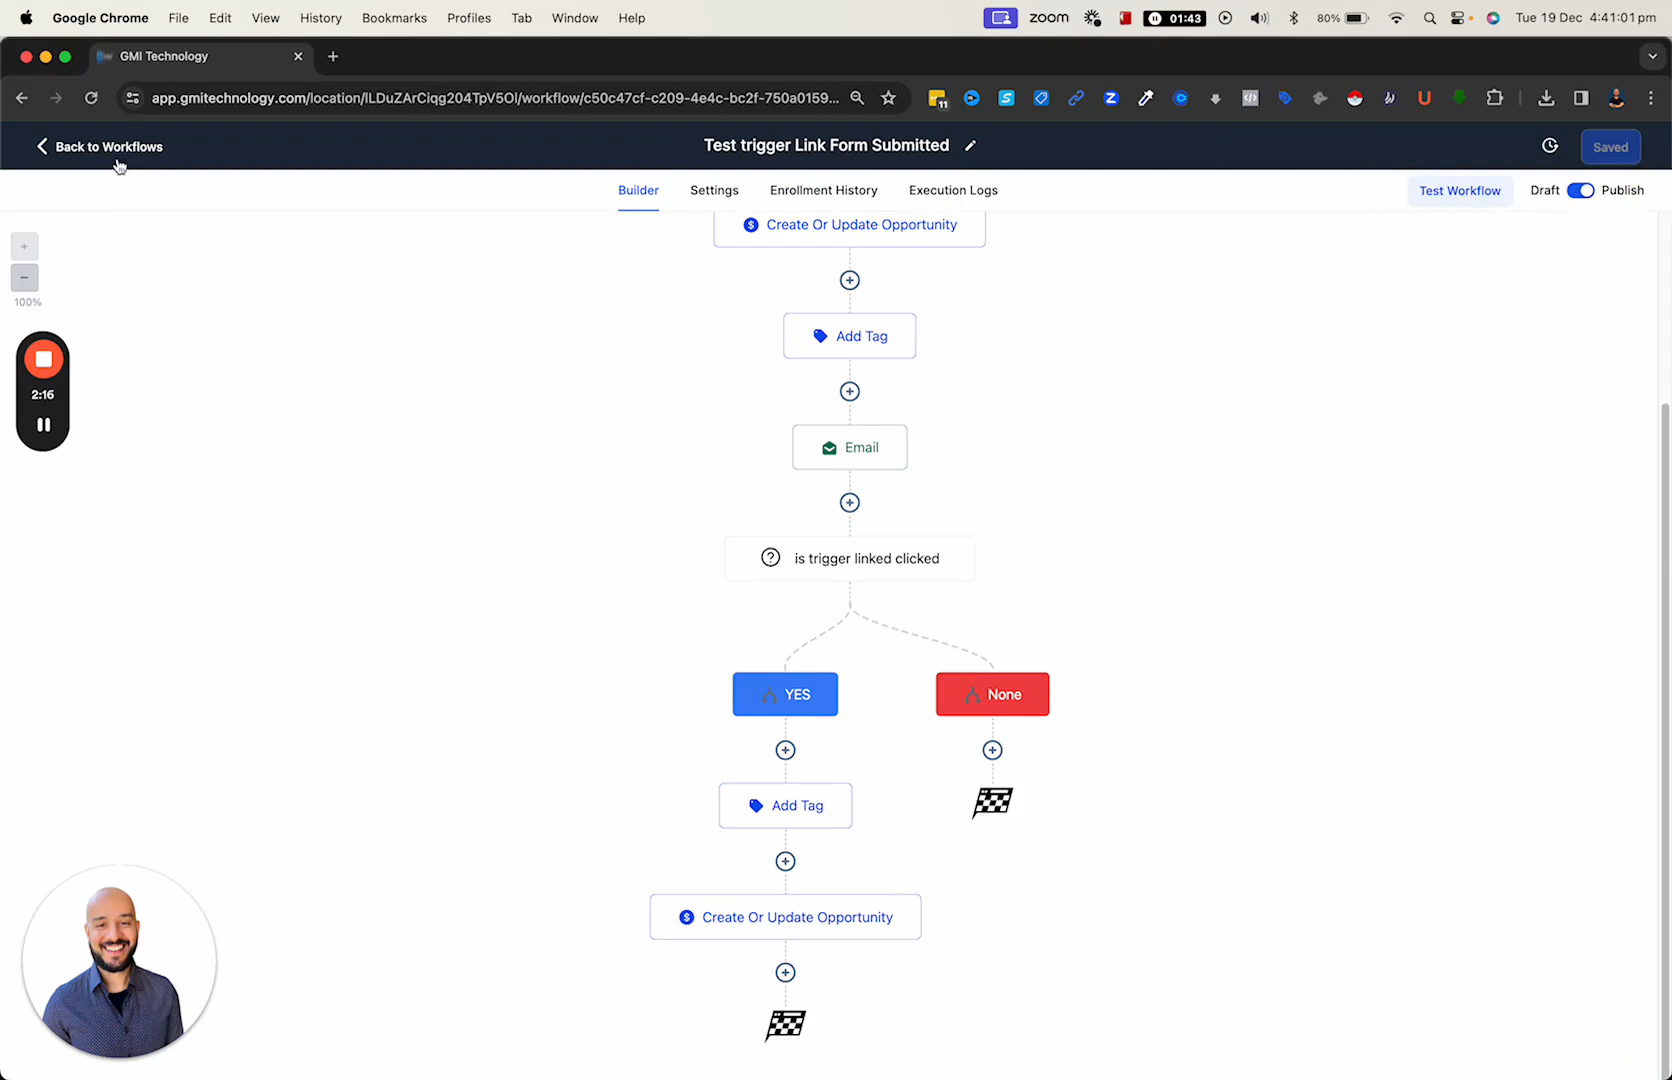 Google Chrome File Edit View History Bookmarks Profiles Tab Window Help zoom 01:43 80% Tue 19 Dec 4:41:01 pm
GMI Technology
app.gmitechnology.com/location/ILDuZArCiqg204TpV5Ol/workflow/c50c47cf-c209-4e4c-bc2f-750a0159... 11
Back to Workflows Test trigger Link Form Submitted Saved
Builder Settings Enrollment History Execution Logs Test Workflow Draft Publish
Create Or Update Opportunity
100%
Add Tag
2:16
Email
is trigger linked clicked
YES None
Add Tag
Create Or Update Opportunity